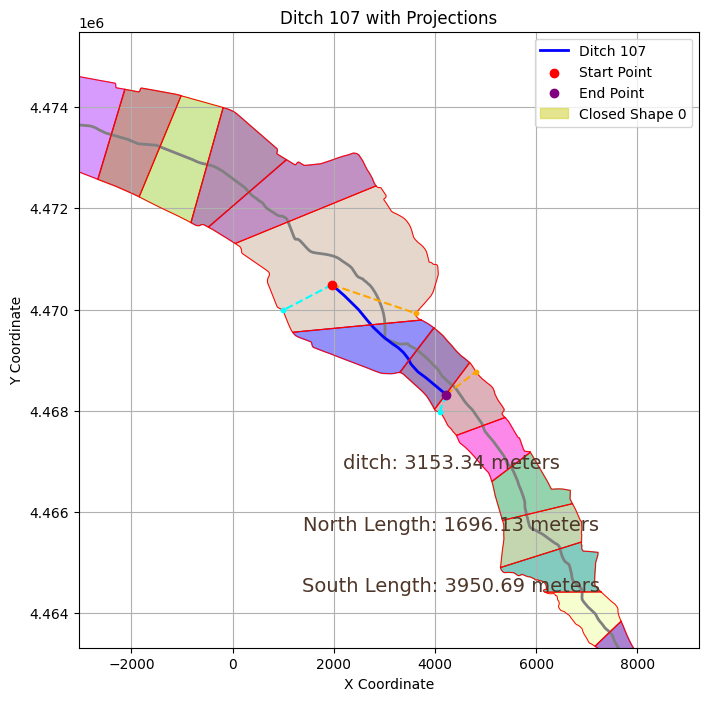 Ditch 107 with Projections
1e6
Ditch 107
Start Point
End Point
Closed Shape 0
4.474
4.472
4.470
4.468
4.466
4.464
Y Coordinate
ditch: 3153.34 meters
North Length: 1696.13 meters
South Length: 3950.69 meters
−2000
0
2000
4000
6000
8000
X Coordinate